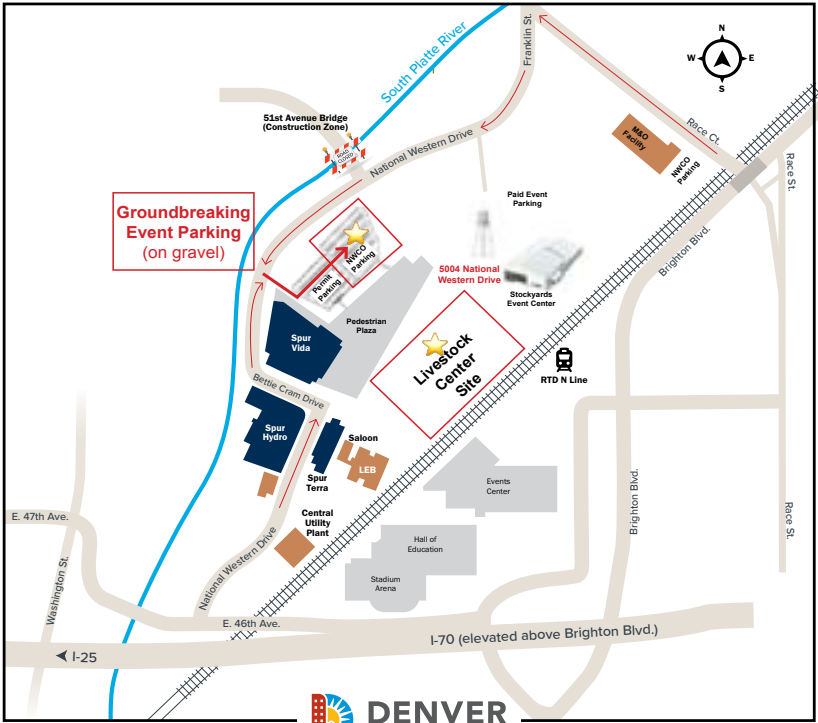 South Platte River
Franklin St.
N
W
E
S
51st Avenue Bridge
(Construction Zone)
ROAD
CLOSED
National Western Drive
Race Ct.
M&O
Facility
NWCO
Parking
Race St.
Groundbreaking
Event Parking
(on gravel)
Paid Event
Parking
NWCO
Parking
Permit
Parking
5004 National
Western Drive
Stockyards
Event Center
Brighton Blvd.
Pedestrian
Plaza
Spur
Vida
Livestock
Center
Site
RTD N Line
Bettie Cram Drive
Spur
Hydro
Saloon
LEB
Spur
Terra
Events
Center
Central
Utility
Plant
E. 47th Ave.
Hall of
Education
Brighton Blvd.
Race St.
National Western Drive
Washington St.
Stadium
Arena
E. 46th Ave.
I-70 (elevated above Brighton Blvd.)
I-25
DENVER